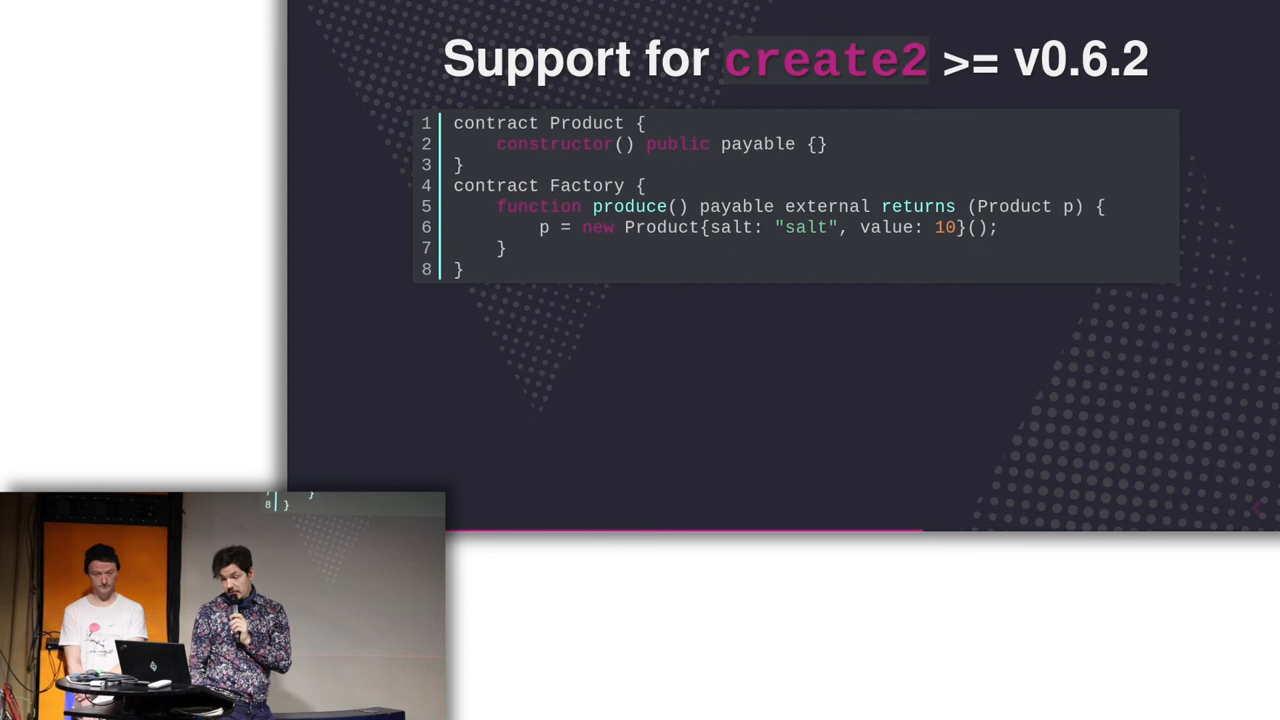 Support for create2 >= v0.6.2
1 contract Product {
2     constructor() public payable {}
3 }
4 contract Factory {
5     function produce() payable external returns (Product p) {
6         p = new Product{salt: "salt", value: 10}();
7     }
8 }
}
8 }